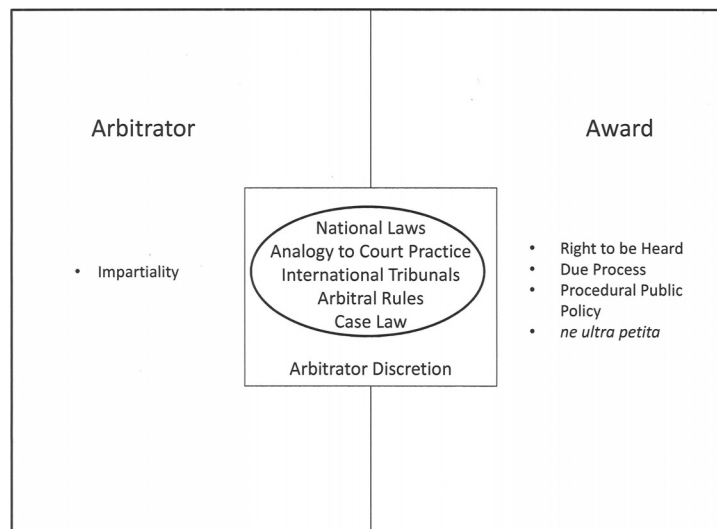 Arbitrator
Award
• Impartiality
National Laws
Analogy to Court Practice
International Tribunals
Arbitral Rules
Case Law
Arbitrator Discretion
• Right to be Heard
• Due Process
• Procedural Public
Policy
• ne ultra petita